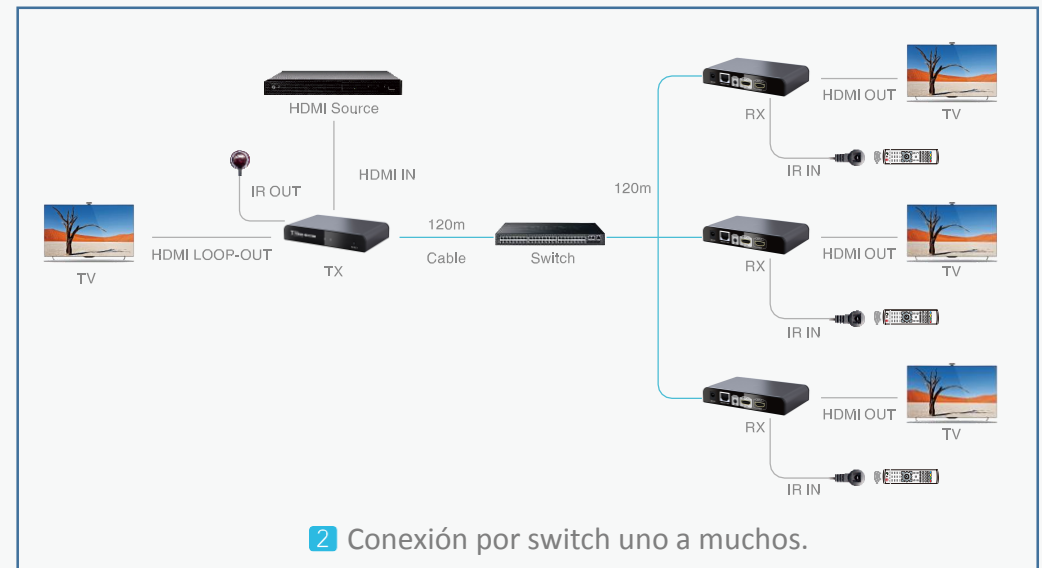 HDMI Source
HDMI IN
IR OUT
HDMI LOOP-OUT
TV
TX
120m
Cable
Switch
120m
RX
HDMI OUT
TV
IR IN
RX
HDMI OUT
TV
IR IN
RX
HDMI OUT
TV
IR IN
2 Conexión por switch uno a muchos.